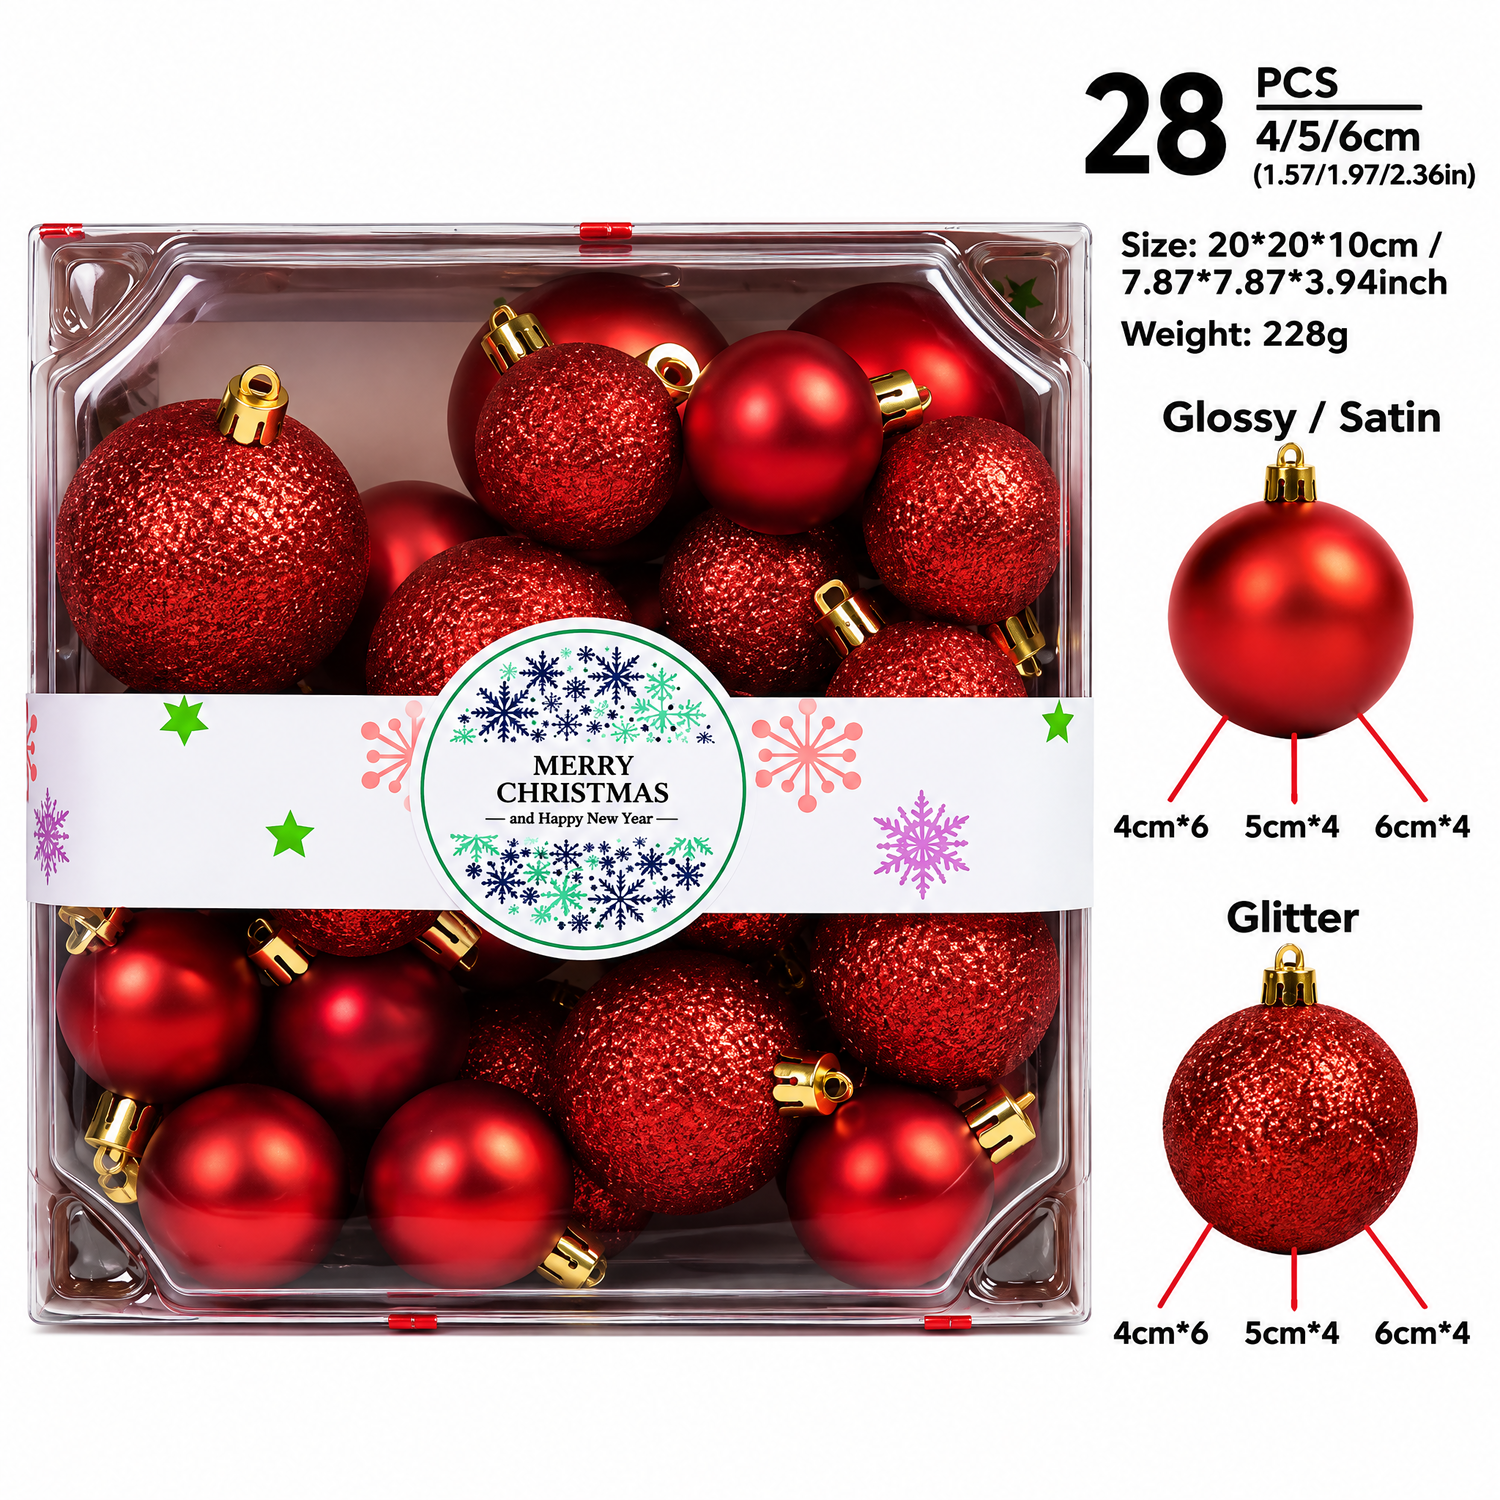 28 PCS
4/5/6cm
(1.57/1.97/2.36in)
Size: 20*20*10cm /
7.87*7.87*3.94inch
Weight: 228g
Glossy / Satin
4cm*6 5cm*4 6cm*4
Glitter
4cm*6 5cm*4 6cm*4
MERRY
CHRISTMAS
and Happy New Year